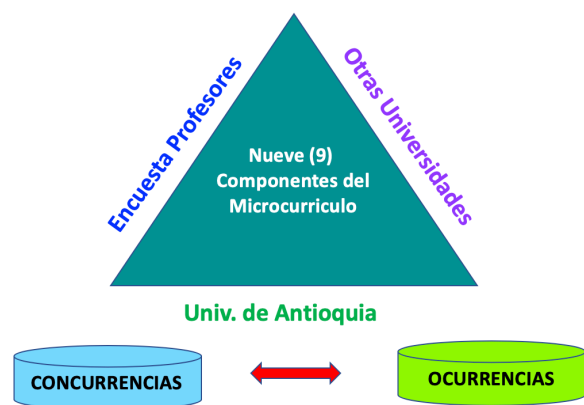 Encuesta Profesores
Otras Universidades
Nueve (9)
Componentes del
Microcurriculo
Univ. de Antioquia
CONCURRENCIAS
OCURRENCIAS